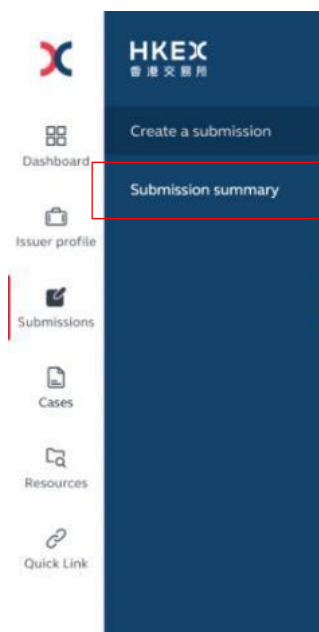 HKEX
香港交易所
Create a submission
Submission summary
Dashboard
Issuer profile
Submissions
Cases
Resources
Quick Link